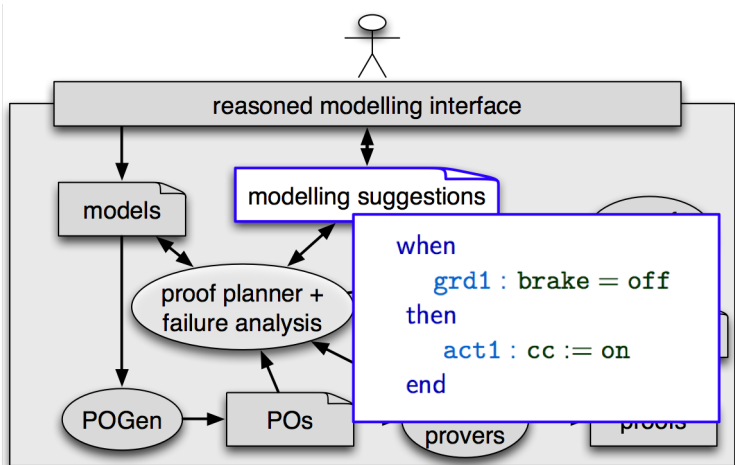 reasoned modelling interface
models
modelling suggestions
when
grd1 : brake = off
then
act1 : cc := on
end
proof planner +
failure analysis
POGen
POs
provers
proofs